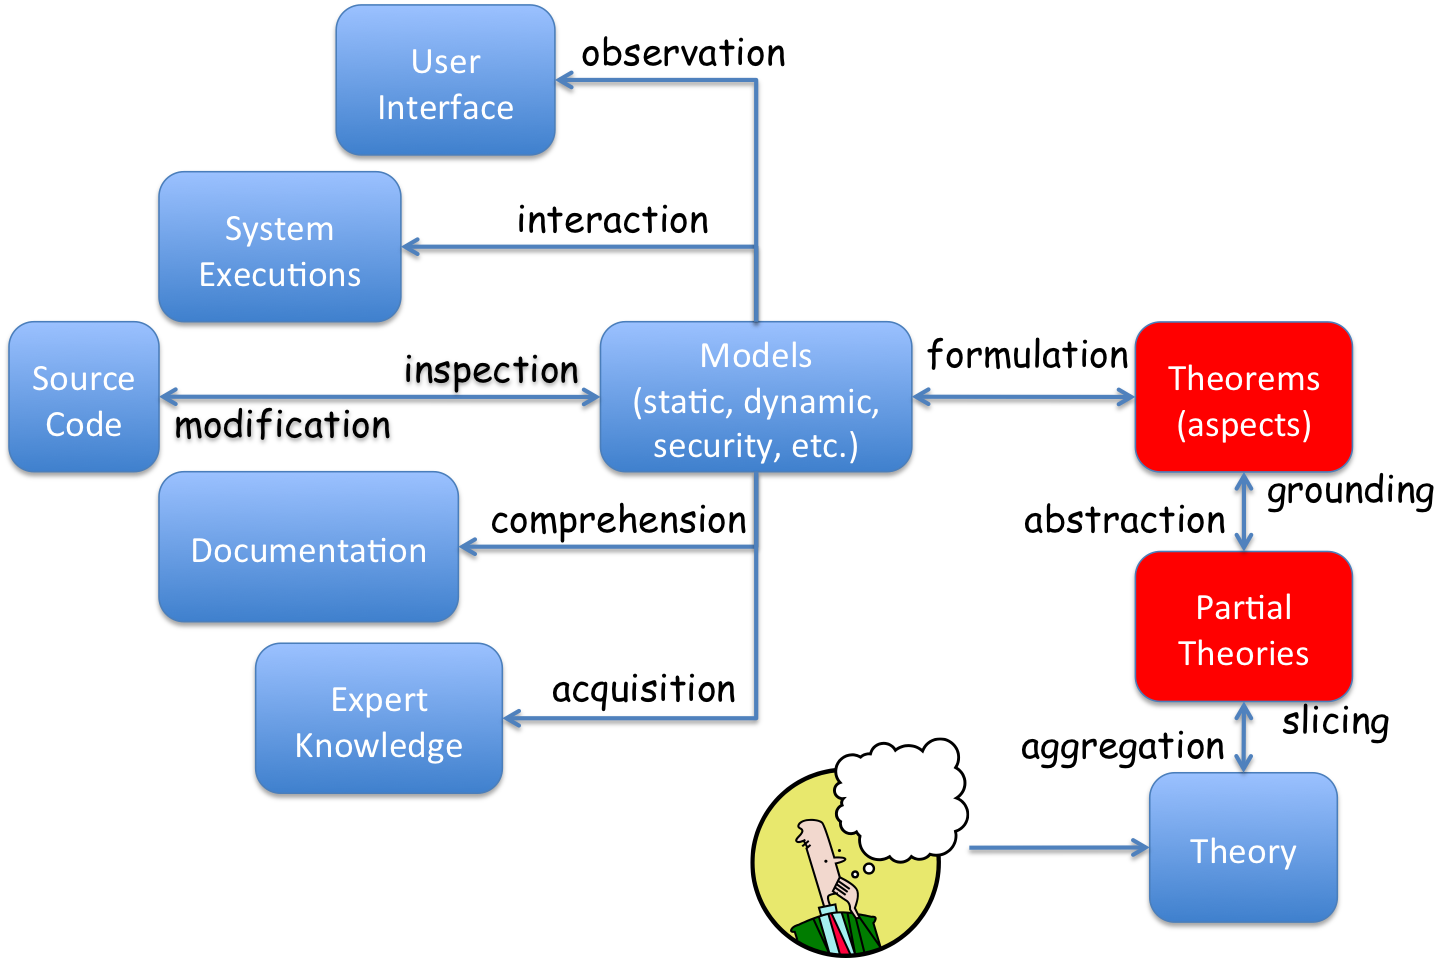 User
Interface
observation
System
Executions
interaction
Source
Code
inspection
modification
Models
(static, dynamic,
security, etc.)
formulation
Theorems
(aspects)
grounding
abstraction
Documentation
comprehension
Partial
Theories
Expert
Knowledge
acquisition
slicing
aggregation
Theory